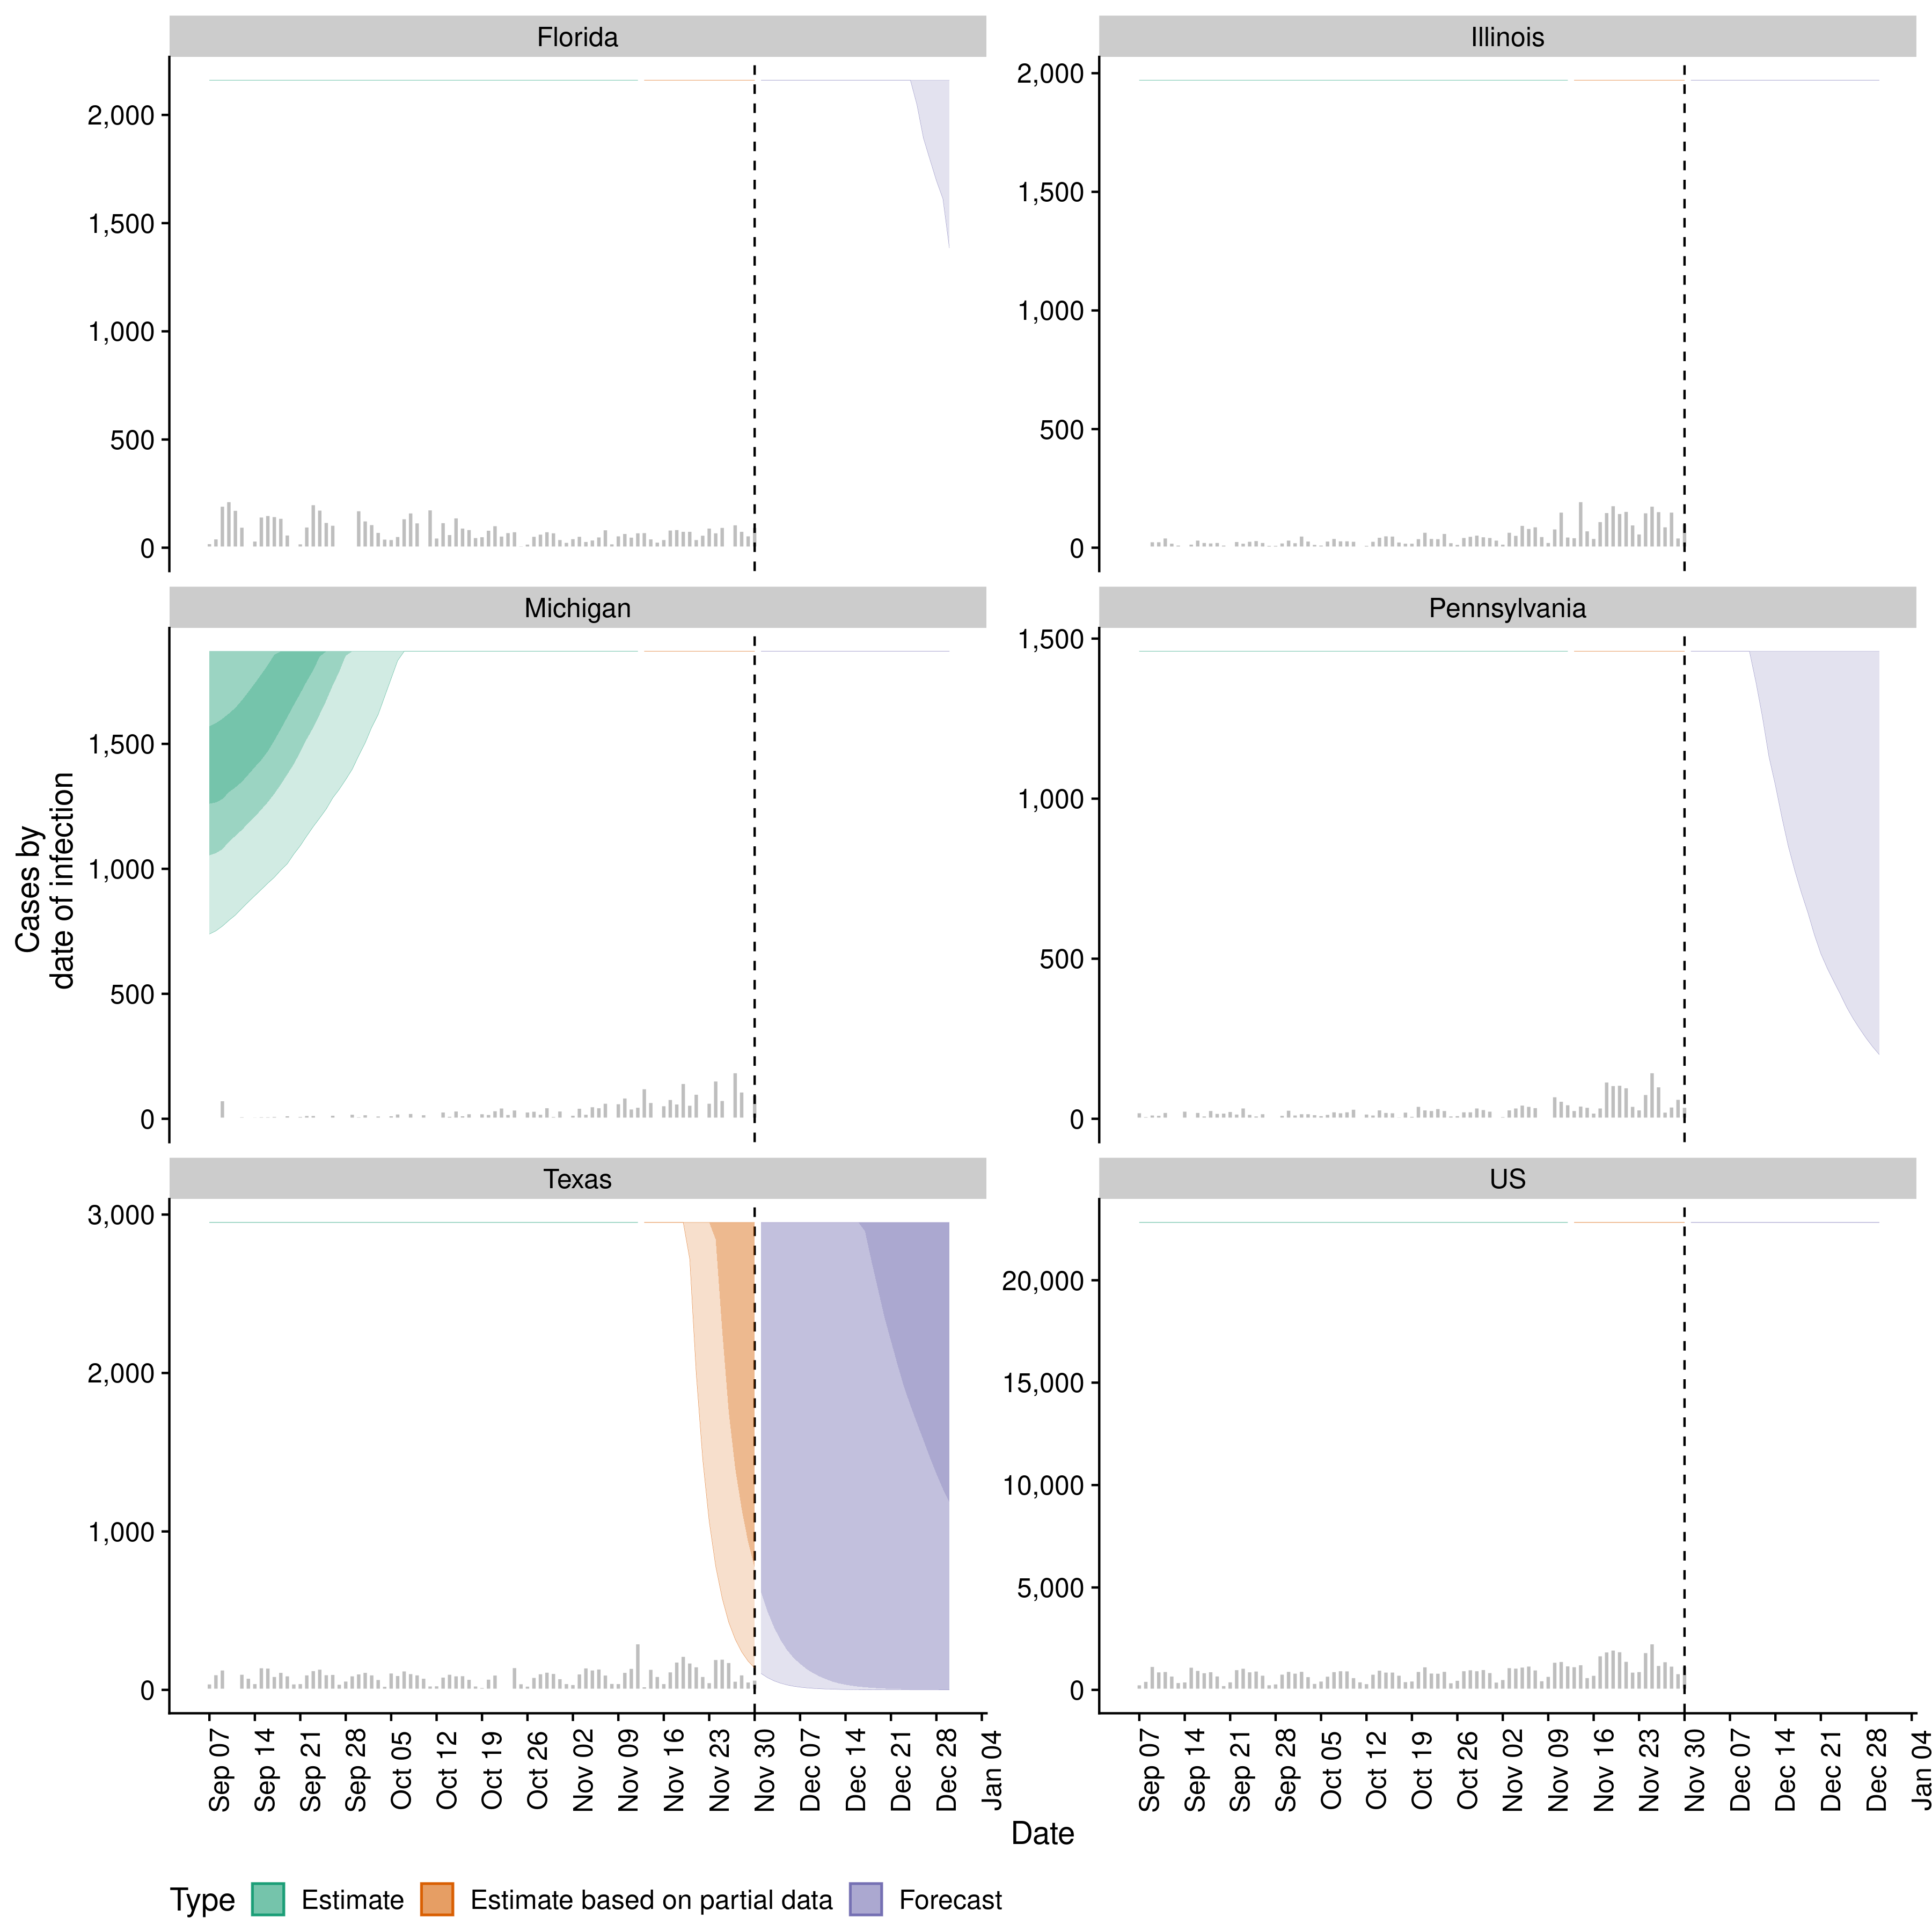 Florida
Illinois
2,000
1,500
1,000
500
0
2,000
1,500
1,000
500
0
Michigan
Pennsylvania
1,500
1,000
500
0
1,500
1,000
500
0
Texas
US
3,000
2,000
1,000
0
20,000
15,000
10,000
5,000
0
Cases by
date of infection
Sep 07
Sep 14
Sep 21
Sep 28
Oct 05
Oct 12
Oct 19
Oct 26
Nov 02
Nov 09
Nov 16
Nov 23
Nov 30
Dec 07
Dec 14
Dec 21
Dec 28
Jan 04
Sep 07
Sep 14
Sep 21
Sep 28
Oct 05
Oct 12
Oct 19
Oct 26
Nov 02
Nov 09
Nov 16
Nov 23
Nov 30
Dec 07
Dec 14
Dec 21
Dec 28
Jan 04
Date
Type Estimate Estimate based on partial data Forecast